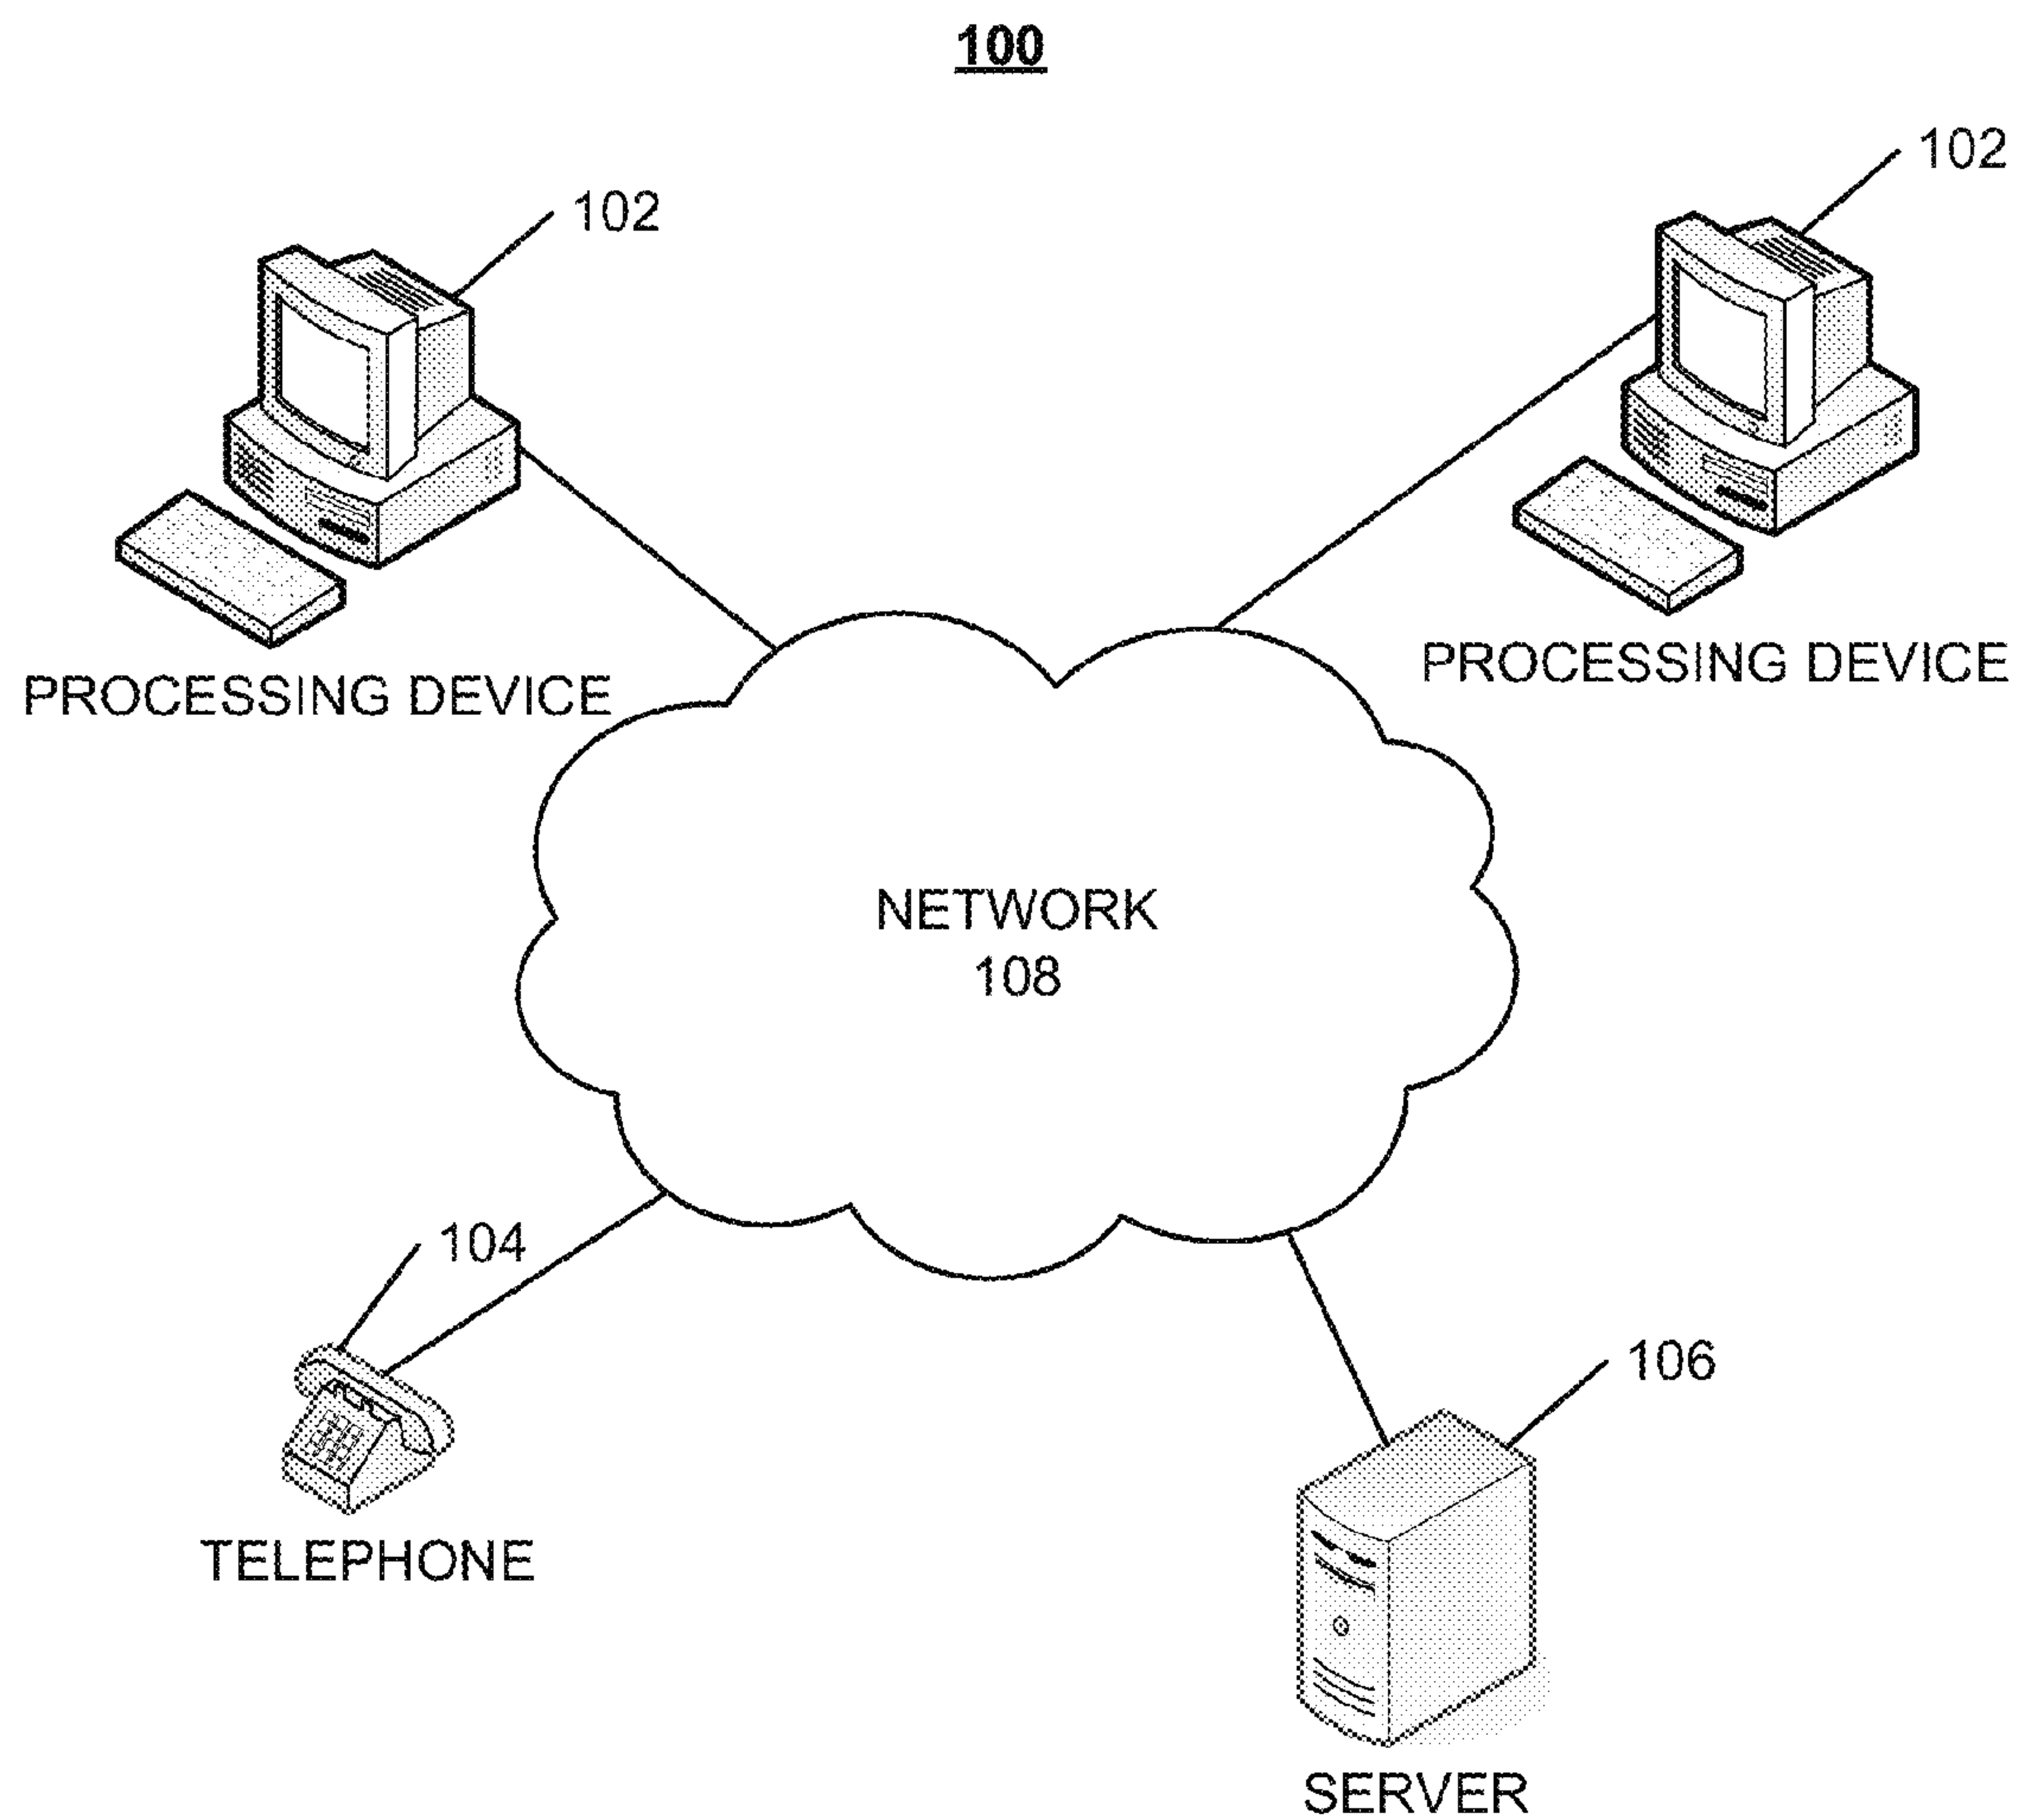 100
102
102
PROCESSING DEVICE
PROCESSING DEVICE
NETWORK
108
104
TELEPHONE
106
SERVER